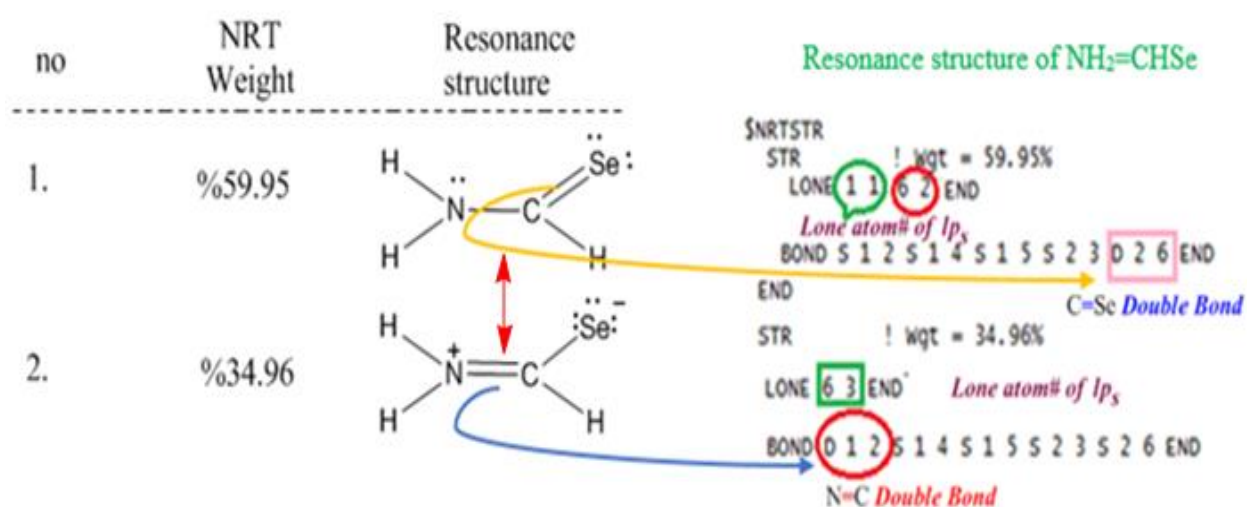 no
NRT Weight
Resonance structure
Resonance structure of NH₂=CHSe
1.
%59.95
H
H
N
C
Se
H
$NRTSTR
STR ! Wgt = 59.95%
LONE 1 1 6 2 END
Lone atom# of lpₛ
BOND S 1 2 S 1 4 S 1 5 S 2 3 D 2 6 END
END
C=Se Double Bond
2.
%34.96
H
H
N +
C
Se −
H
STR ! Wgt = 34.96%
LONE 6 3 END
Lone atom# of lpₛ
BOND D 1 2 S 1 4 S 1 5 S 2 3 S 2 6 END
N=C Double Bond